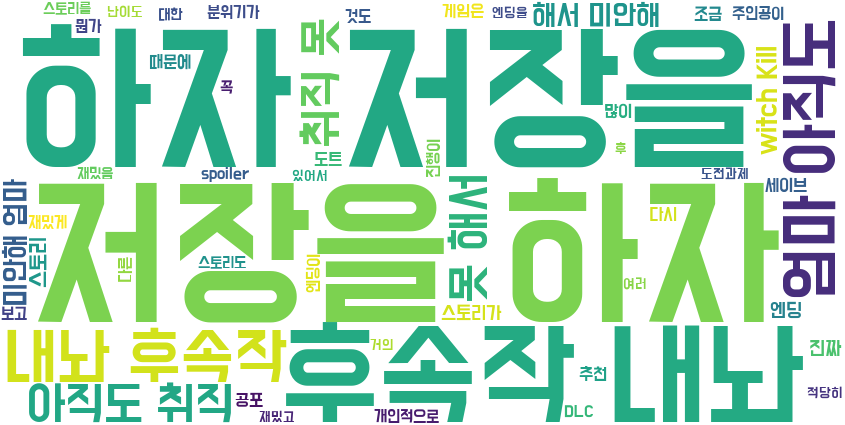 스토리를 난이도 대한 분위기가 것도 게임은 엔딩을 해서 미안해 조금 주인공이
뭔가
하자 저장을
때문에
꼭
취직 못
많이
witch Kill
엄마 아직도
후
재밌음 spoiler 있어서 도트
진행이
도전과제
세이브
미안해 엄마
재밌게
스토리
저장을 하자
못 해서
다시
다른
스토리도
엔딩이
여러
보고
스토리가
엔딩
내놔 후속작
후속작 내놔
거의
진짜
추천
아직도 취직
공포
재밌고
개인적으로
DLC
적당히